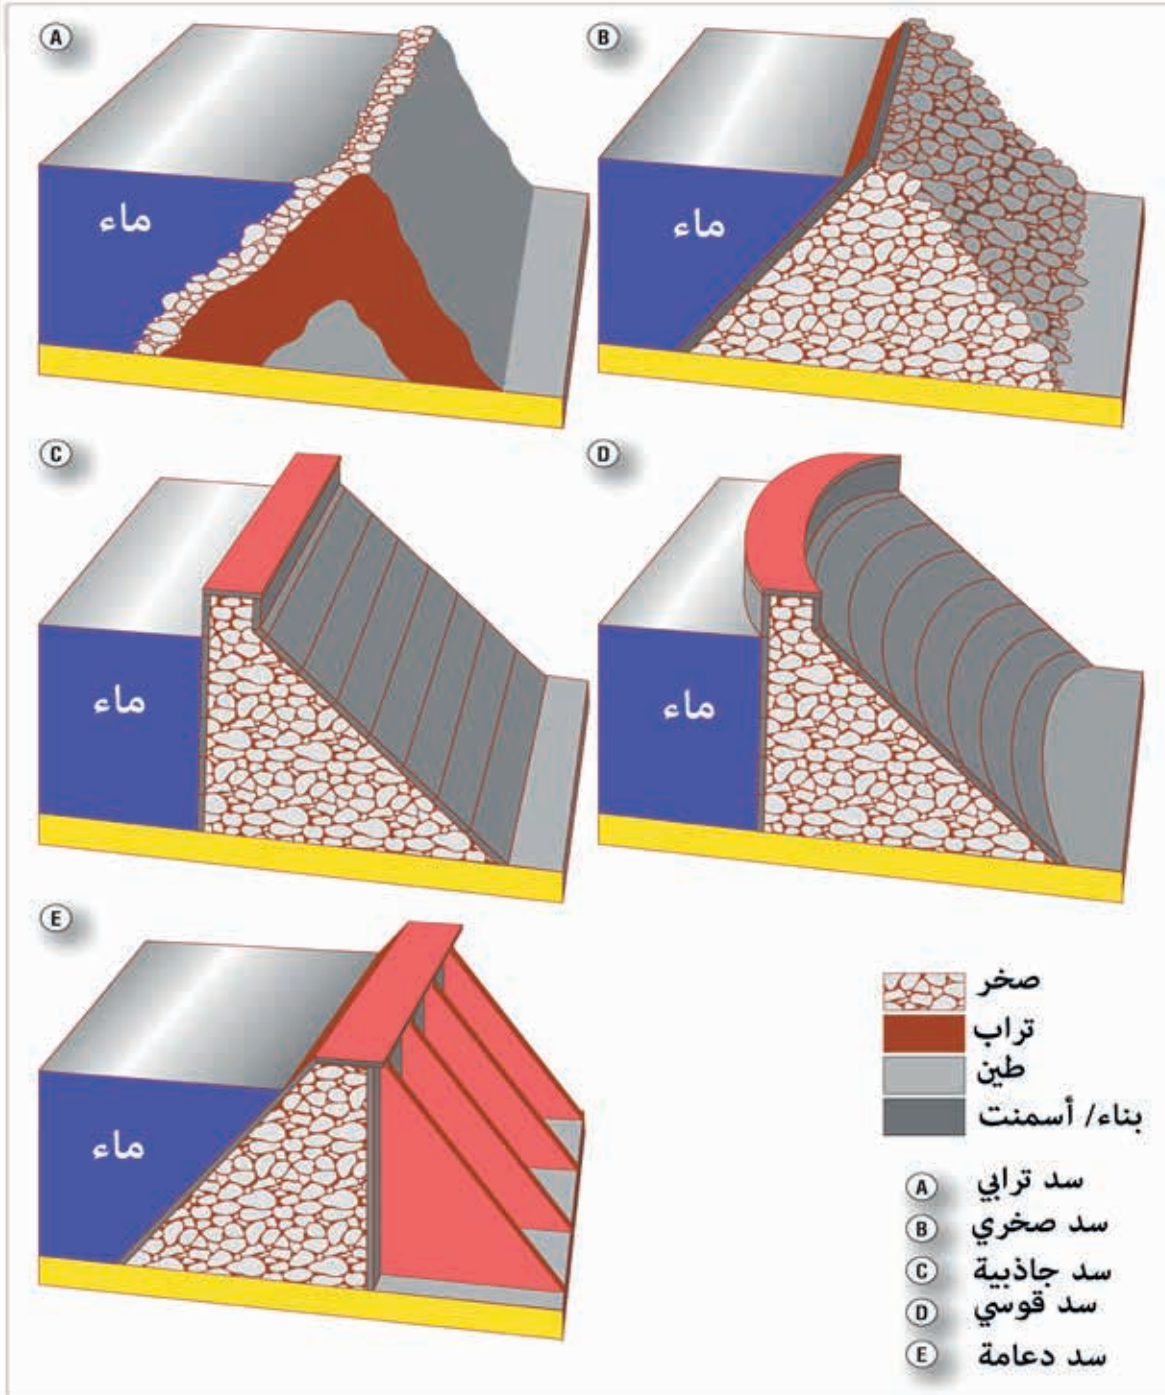 A
B
ماء
ماء
C
D
ماء
ماء
E
ماء
صخر
تراب
طين
بناء/ أسمنت
A سد ترابي
B سد صخري
C سد جاذبية
D سد قوسي
E سد دعامة